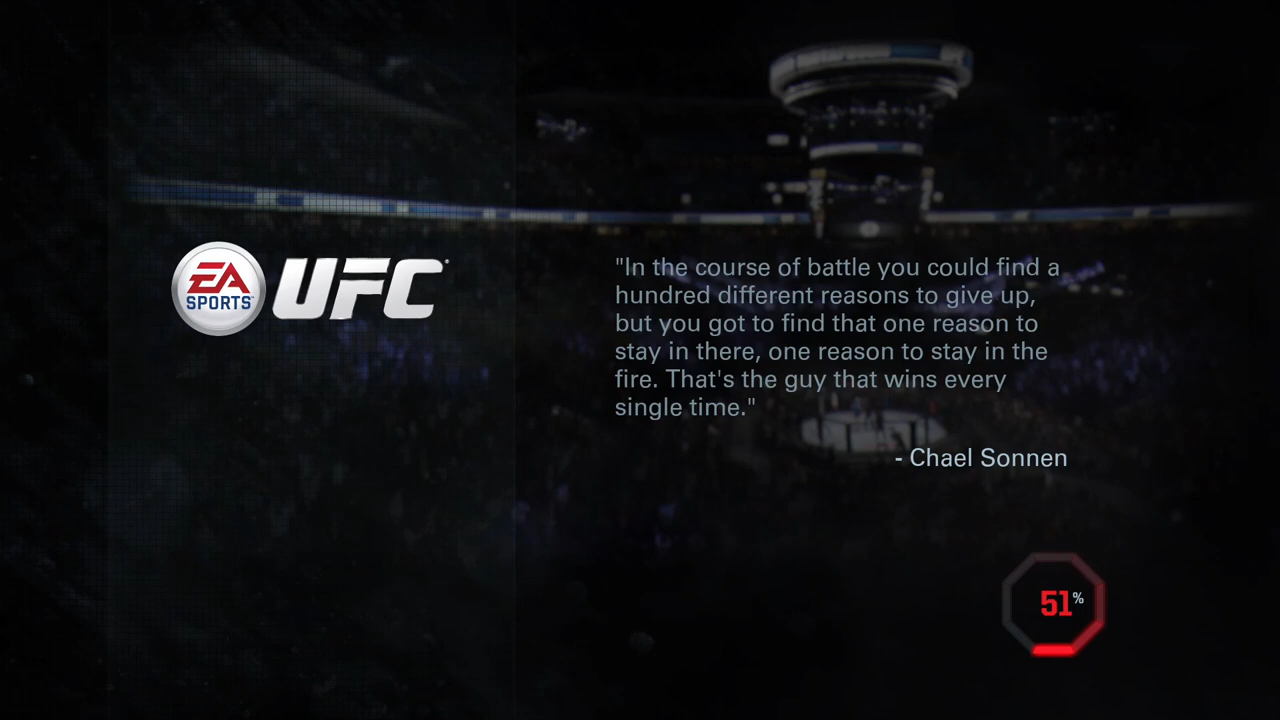 EA
SPORTS™
UFC®
"In the course of battle you could find a
hundred different reasons to give up,
but you got to find that one reason to
stay in there, one reason to stay in the
fire. That's the guy that wins every
single time."
- Chael Sonnen
51%